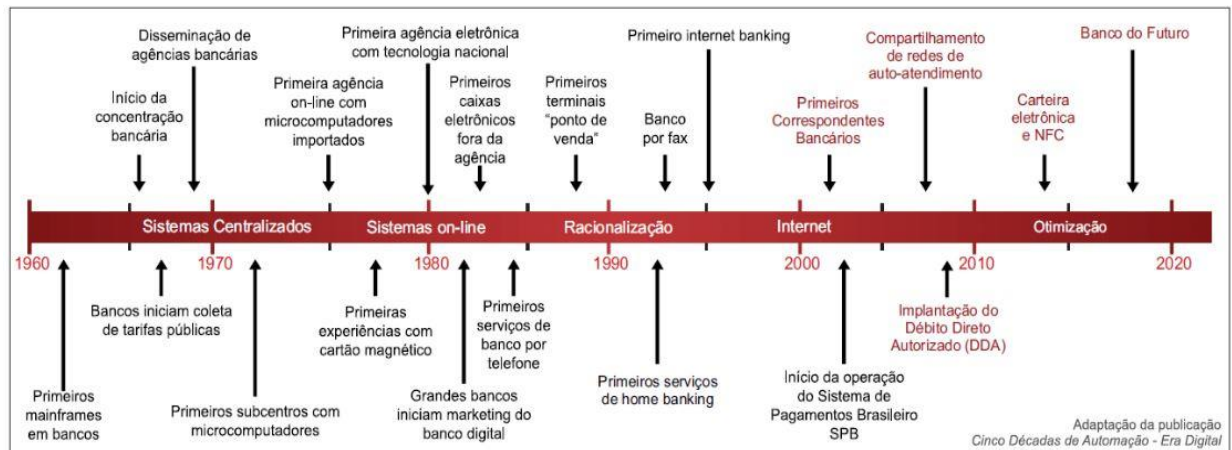 Disseminação de
agências bancárias
Primeira agência eletrônica
com tecnologia nacional
Primeiro internet banking
Compartilhamento
de redes de
auto-atendimento
Banco do Futuro
Início da
concentração
bancária
Primeira agência
on-line com
microcomputadores
importados
Primeiros
caixas
eletrônicos
fora da
agência
Primeiros
terminais
"ponto de
venda"
Banco
por fax
Primeiros
Correspondentes
Bancários
Carteira
eletrônica
e NFC
Sistemas Centralizados
Sistemas on-line
Racionalização
Internet
Otimização
1960
1970
1980
1990
2000
2010
2020
Bancos iniciam coleta
de tarifas públicas
Primeiras
experiências com
cartão magnético
Primeiros
serviços de
banco por
telefone
Implantação do
Débito Direto
Autorizado (DDA)
Primeiros
mainframes
em bancos
Primeiros subcentros com
microcomputadores
Grandes bancos
iniciam marketing do
banco digital
Primeiros serviços
de home banking
Início da operação
do Sistema de
Pagamentos Brasileiro
SPB
Adaptação da publicação
Cinco Décadas de Automação - Era Digital